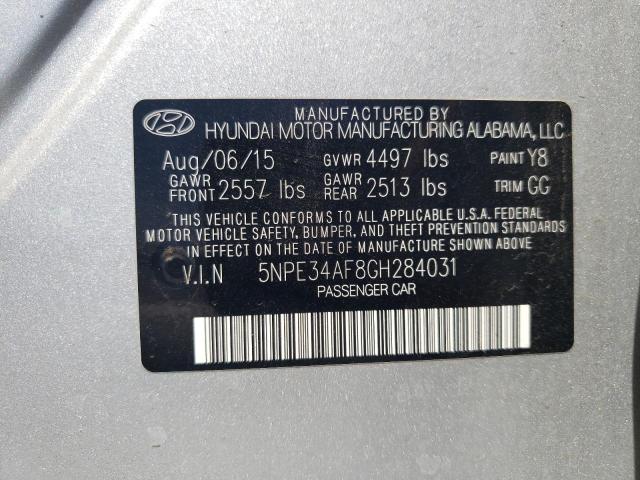 MANUFACTURED BY
HYUNDAI MOTOR MANUFACTURING ALABAMA, LLC
Aug/06/15 GVWR 4497 lbs PAINT Y8
GAWR FRONT 2557 lbs GAWR REAR 2513 lbs TRIM GG
THIS VEHICLE CONFORMS TO ALL APPLICABLE U.S.A. FEDERAL
MOTOR VEHICLE SAFETY, BUMPER, AND THEFT PREVENTION STANDARDS
IN EFFECT ON THE DATE OF MANUFACTURE SHOWN ABOVE
V.I.N 5NPE34AF8GH284031
PASSENGER CAR